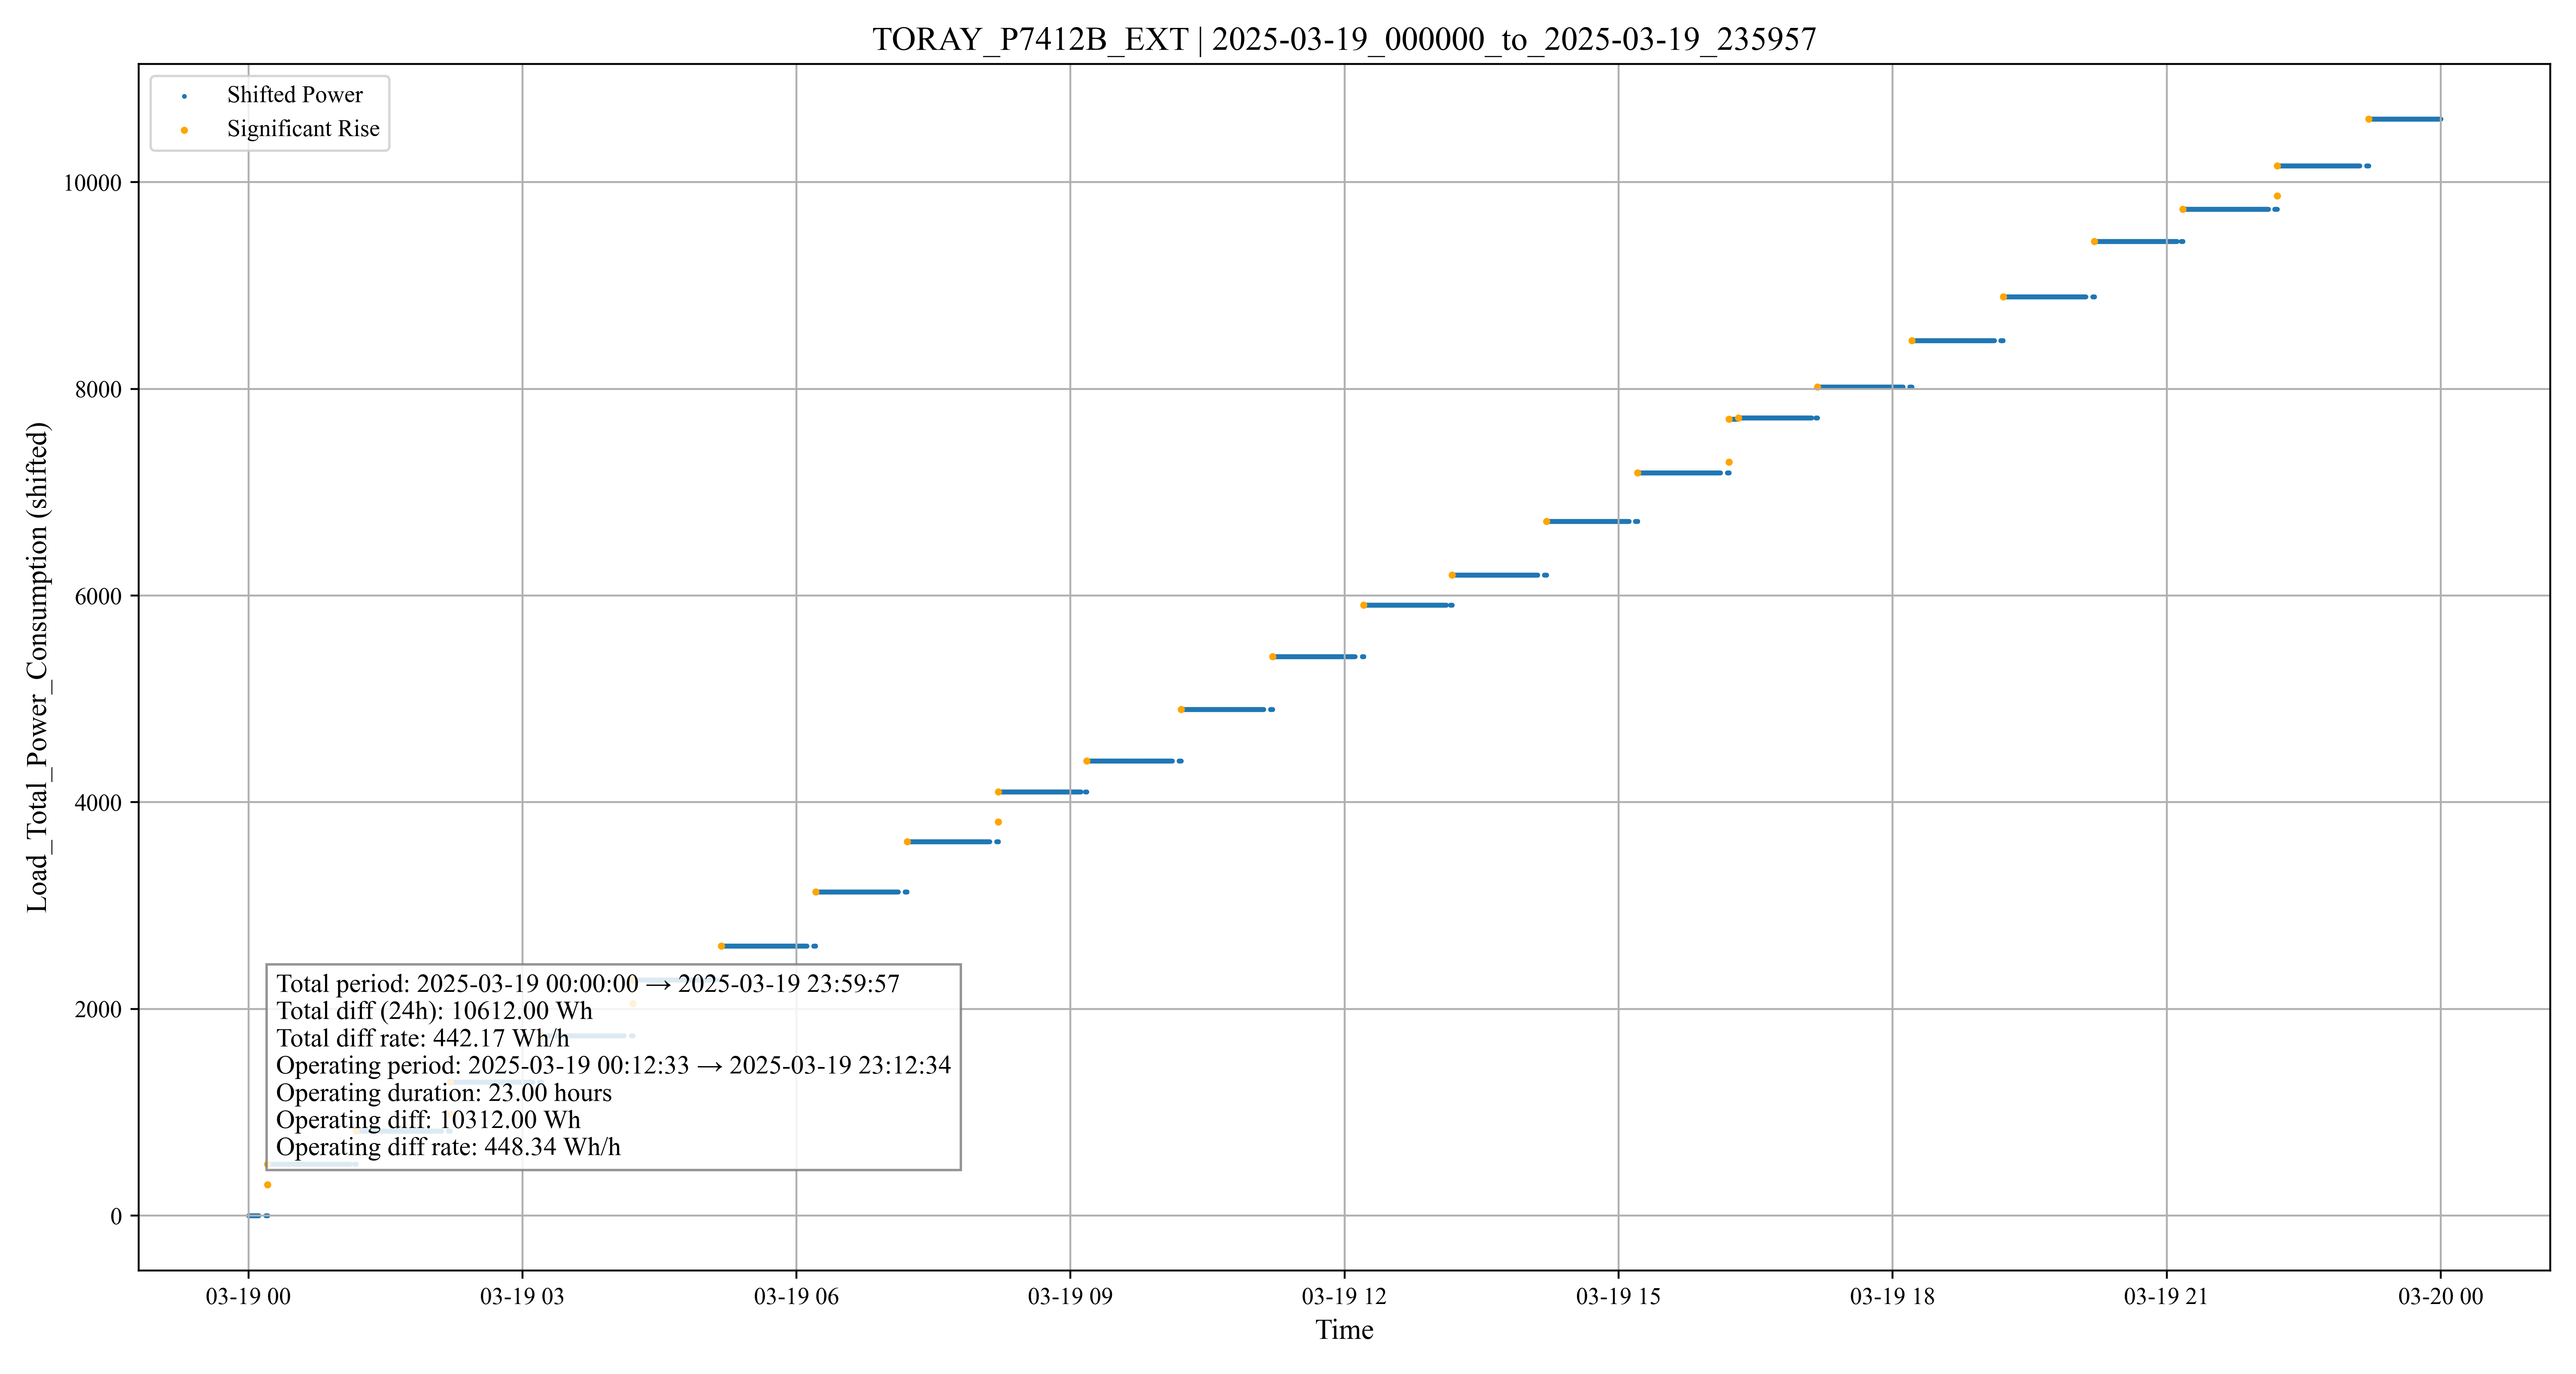 TORAY_P7412B_EXT | 2025-03-19_000000_to_2025-03-19_235957
Shifted Power
Significant Rise
Load_Total_Power_Consumption (shifted)
10000
8000
6000
4000
2000
0
Total period: 2025-03-19 00:00:00 → 2025-03-19 23:59:57
Total diff (24h): 10612.00 Wh
Total diff rate: 442.17 Wh/h
Operating period: 2025-03-19 00:12:33 → 2025-03-19 23:12:34
Operating duration: 23.00 hours
Operating diff: 10312.00 Wh
Operating diff rate: 448.34 Wh/h
03-19 00
03-19 03
03-19 06
03-19 09
03-19 12
03-19 15
03-19 18
03-19 21
03-20 00
Time